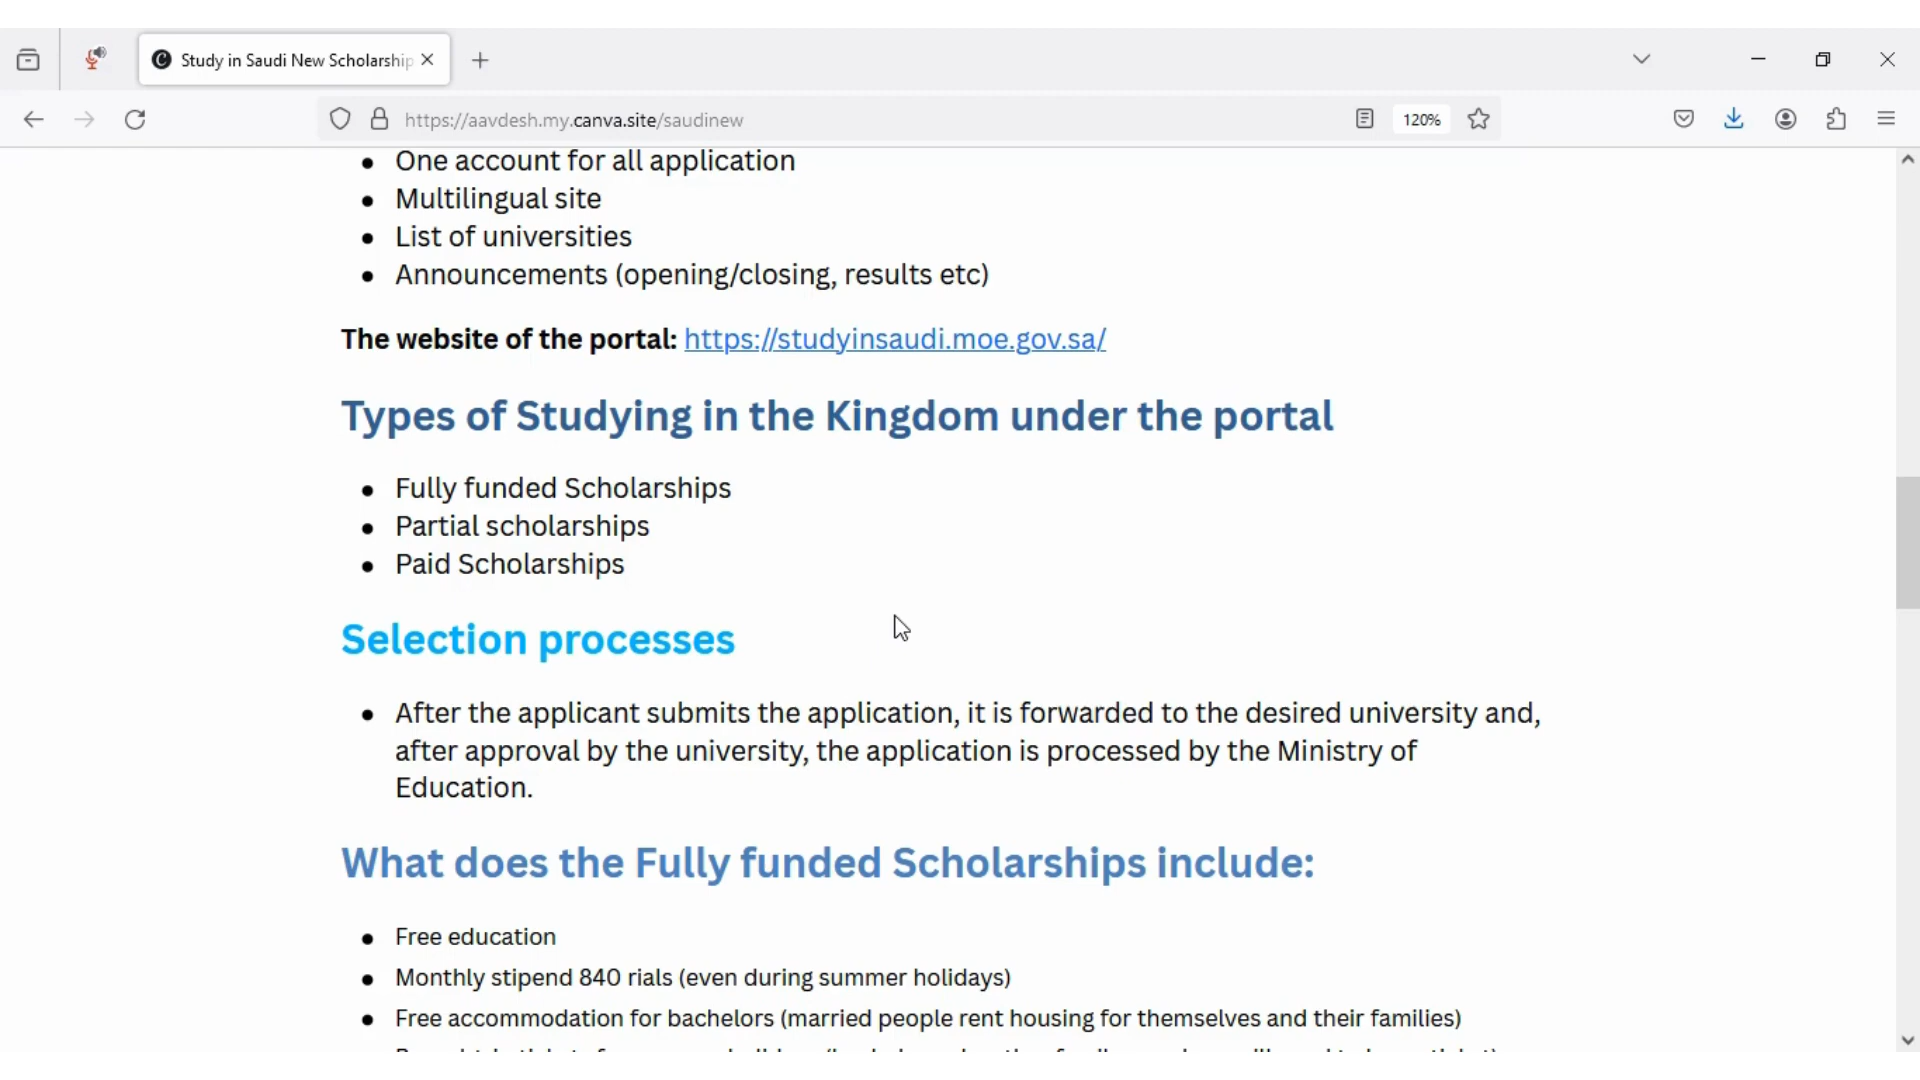 Study in Saudi New Scholarship
https://aavdesh.my.canva.site/saudinew
120%
One account for all application
Multilingual site
List of universities
Announcements (opening/closing, results etc)
The website of the portal: https://studyinsaudi.moe.gov.sa/
Types of Studying in the Kingdom under the portal
Fully funded Scholarships
Partial scholarships
Paid Scholarships
Selection processes
After the applicant submits the application, it is forwarded to the desired university and,
after approval by the university, the application is processed by the Ministry of
Education.
What does the Fully funded Scholarships include:
Free education
Monthly stipend 840 rials (even during summer holidays)
Free accommodation for bachelors (married people rent housing for themselves and their families)